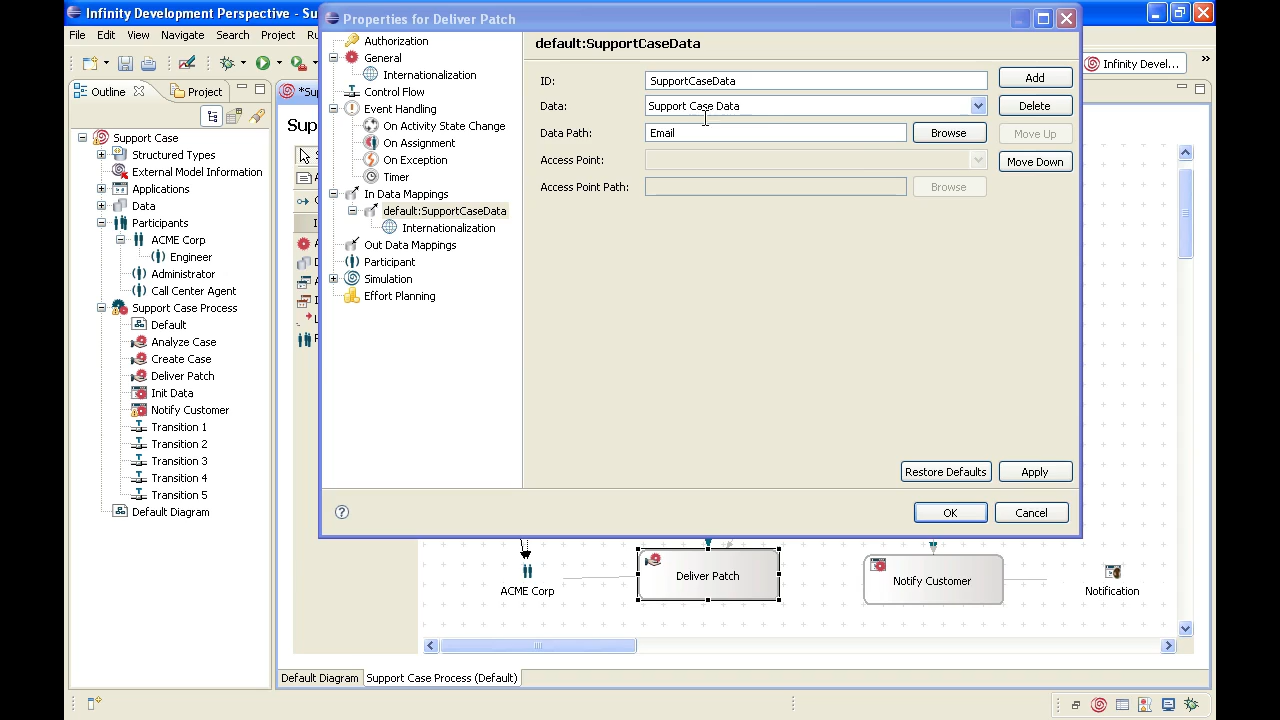 Infinity Development Perspective - Su
File Edit View Navigate Search Project Ru
Infinity Devel...
Outline
Project
*Sup
Support Case
Structured Types
External Model Information
Applications
Data
Participants
ACME Corp
Engineer
Administrator
Call Center Agent
Support Case Process
Default
Analyze Case
Create Case
Deliver Patch
Init Data
Notify Customer
Transition 1
Transition 2
Transition 3
Transition 4
Transition 5
Default Diagram
Properties for Deliver Patch
Authorization
General
Internationalization
Control Flow
Event Handling
On Activity State Change
On Assignment
On Exception
Timer
In Data Mappings
default:SupportCaseData
Internationalization
Out Data Mappings
Participant
Simulation
Effort Planning
default:SupportCaseData
ID: SupportCaseData Add
Data: Support Case Data Delete
Data Path: Email Browse Move Up
Access Point: Move Down
Access Point Path: Browse
Restore Defaults Apply
OK Cancel
ACME Corp
Deliver Patch
Notify Customer
Notification
Default Diagram Support Case Process (Default)